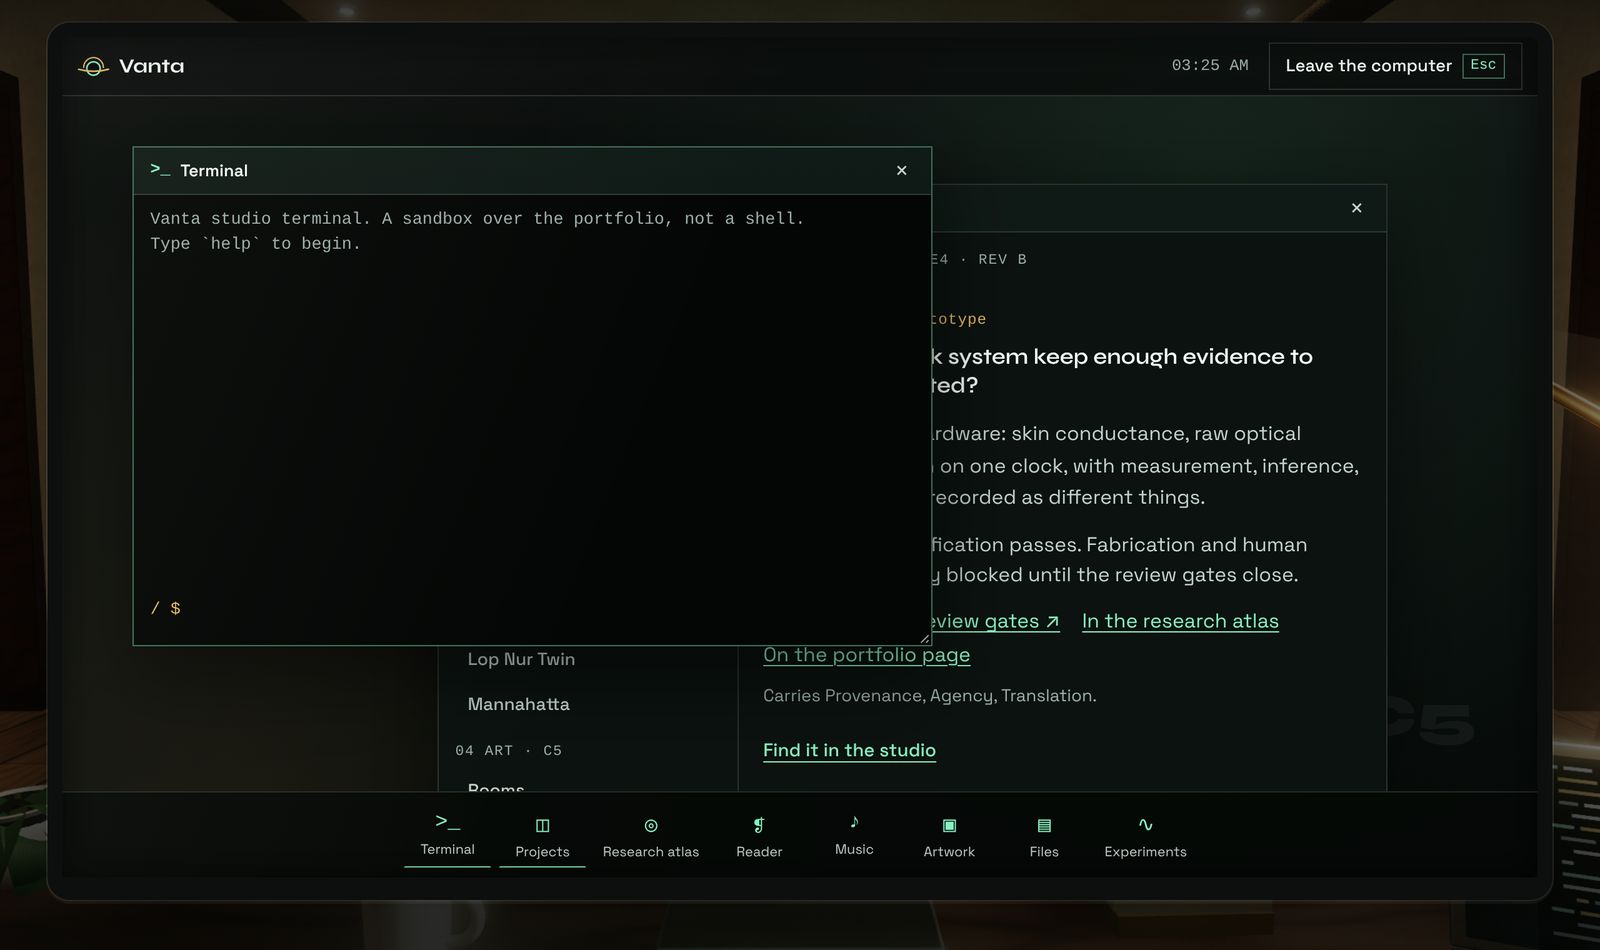 Vanta
03:25 AM
Leave the computer
Esc
>_ Terminal
Vanta studio terminal. A sandbox over the portfolio, not a shell.
Type `help` to begin.
/ $
E4 · REV B
totype
k system keep enough evidence to
ted?
rdware: skin conductance, raw optical
on one clock, with measurement, inference,
recorded as different things.
fication passes. Fabrication and human
y blocked until the review gates close.
eview gates ↗
In the research atlas
On the portfolio page
Carries Provenance, Agency, Translation.
Find it in the studio
Lop Nur Twin
Mannahatta
04 ART · C5
Rooms
C5
>_
Terminal
Projects
Research atlas
Reader
Music
Artwork
Files
Experiments